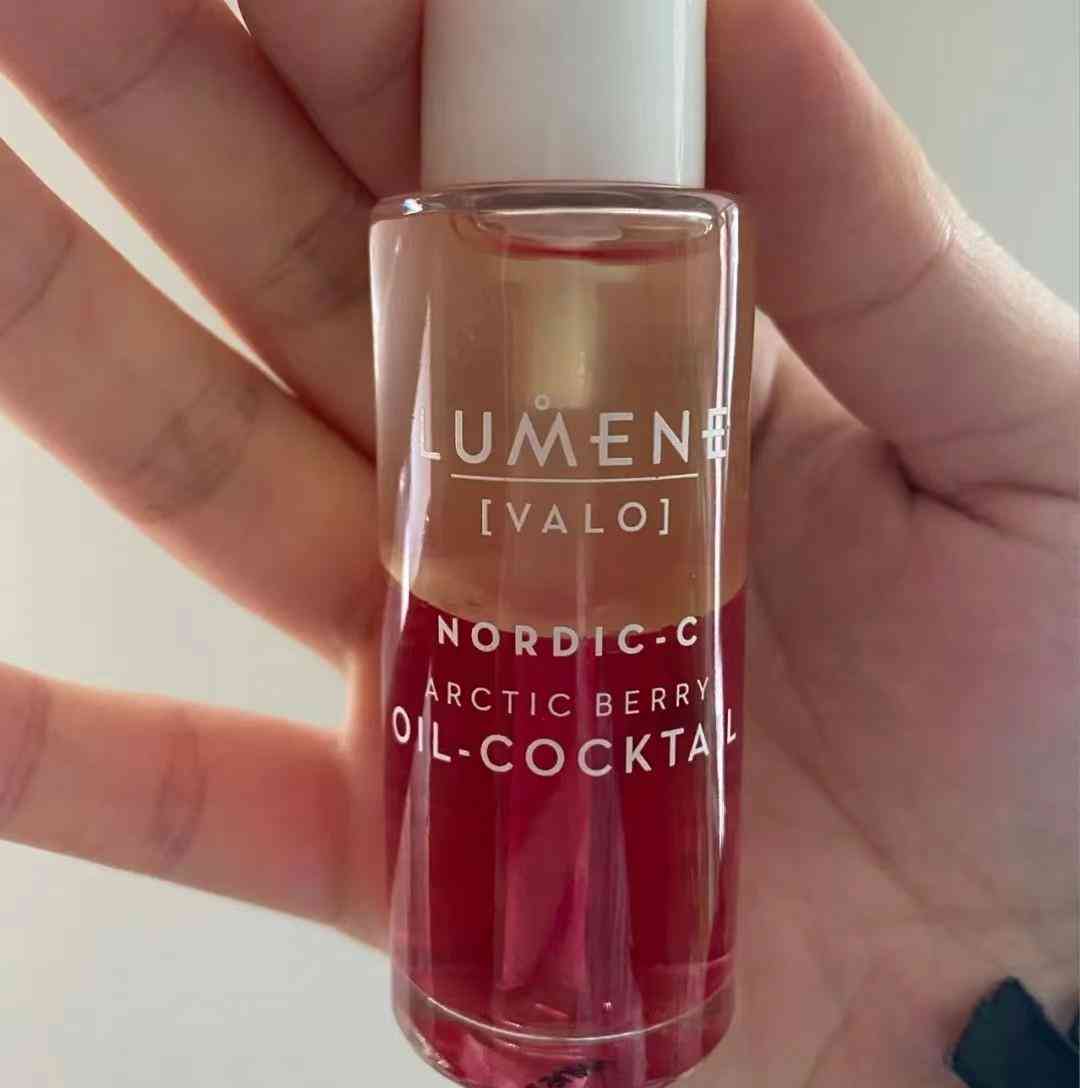 LUMENE
[VALO]
NORDIC-C
ARCTIC BERRY
OIL-COCKTAIL